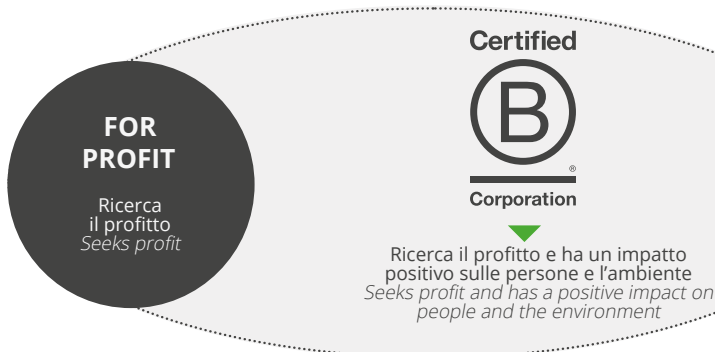 FOR
PROFIT
Ricerca
il profitto
Seeks profit
Certified
B
®
Corporation
Ricerca il profitto e ha un impatto
positivo sulle persone e l’ambiente
Seeks profit and has a positive impact on
people and the environment